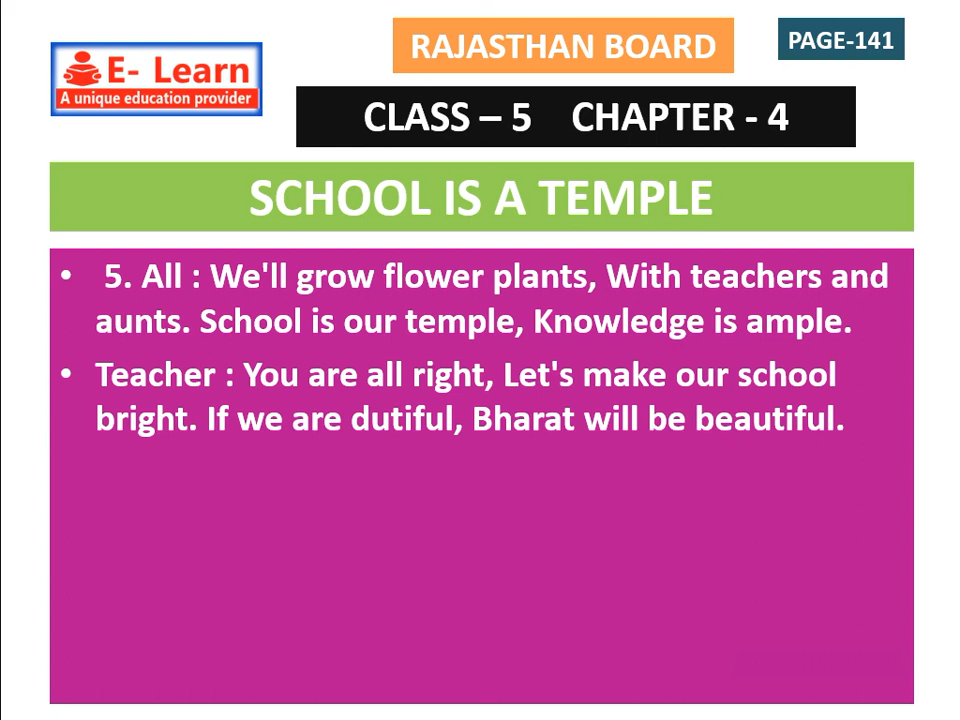 RAJASTHAN BOARD
PAGE-141
E- Learn
A unique education provider
CLASS – 5 CHAPTER - 4
SCHOOL IS A TEMPLE
• 5. All : We'll grow flower plants, With teachers and
aunts. School is our temple, Knowledge is ample.
• Teacher : You are all right, Let's make our school
bright. If we are dutiful, Bharat will be beautiful.